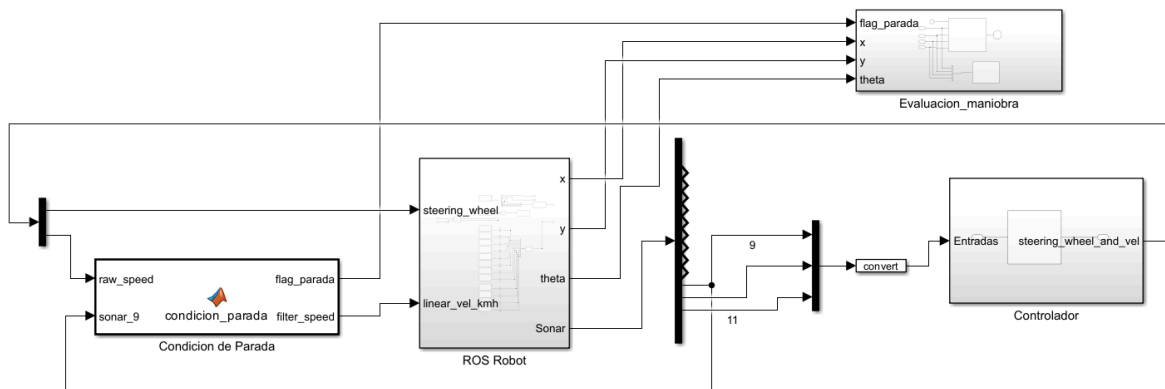 flag_parada
x
y
theta
Evaluacion_maniobra
steering_wheel
linear_vel_kmh
x
y
theta
Sonar
ROS Robot
raw_speed
sonar_9
condicion_parada
flag_parada
filter_speed
Condicion de Parada
9
11
convert
Entradas
steering_wheel_and_vel
Controlador